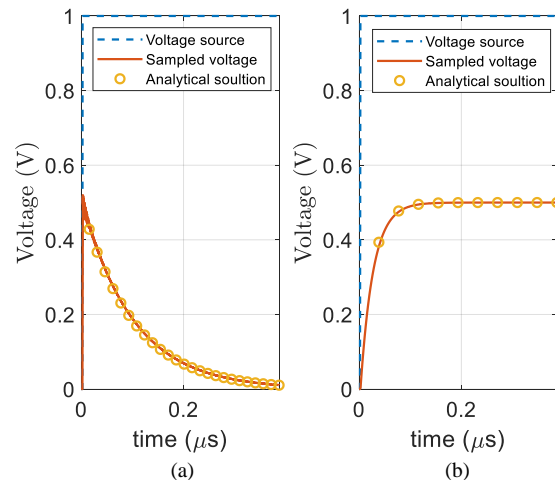 Voltage source
Sampled voltage
Analytical soultion
1
0.8
0.6
0.4
0.2
0
Voltage (V)
0
0.2
time (μs)
(a)
Voltage source
Sampled voltage
Analytical soultion
1
0.8
0.6
0.4
0.2
0
Voltage (V)
0
0.2
time (μs)
(b)